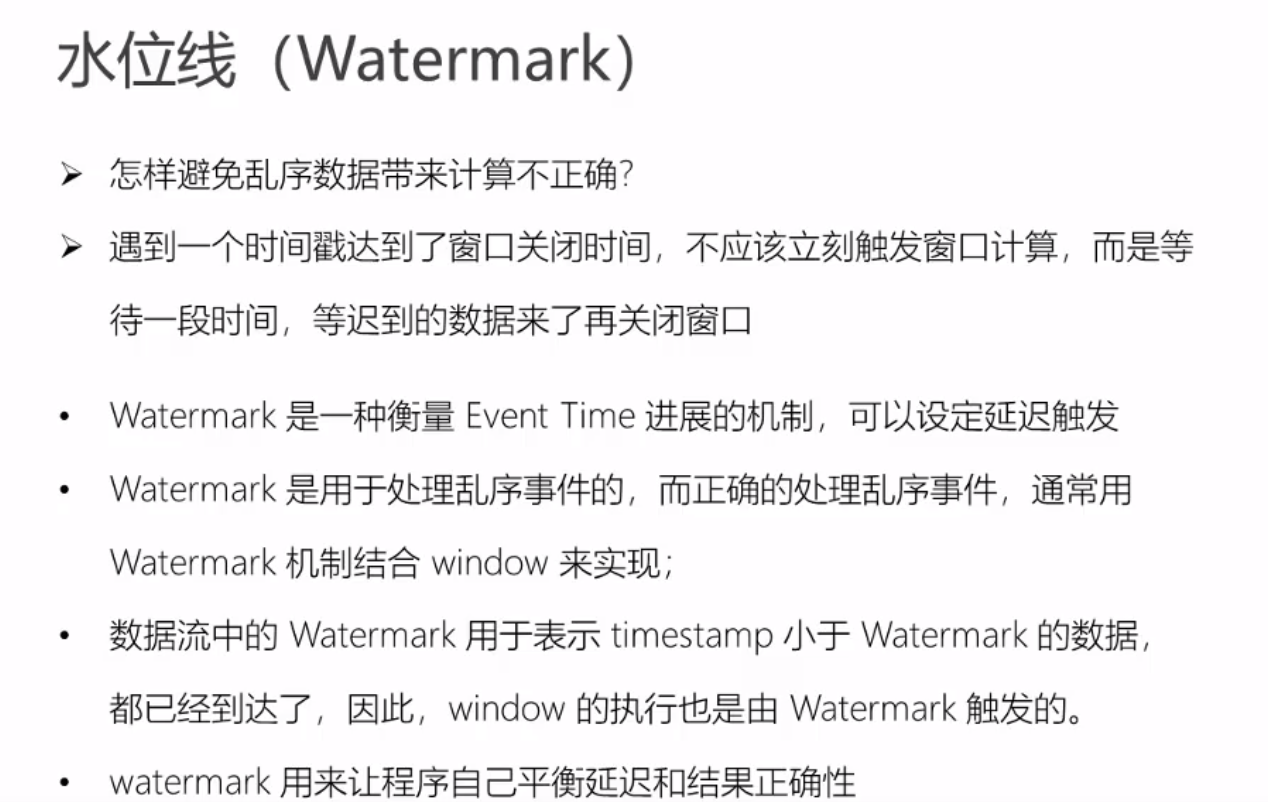 水位线（Watermark）
➢ 怎样避免乱序数据带来计算不正确？
➢ 遇到一个时间戳达到了窗口关闭时间，不应该立刻触发窗口计算，而是等
待一段时间，等迟到的数据来了再关闭窗口
• Watermark 是一种衡量 Event Time 进展的机制，可以设定延迟触发
• Watermark 是用于处理乱序事件的，而正确的处理乱序事件，通常用
Watermark 机制结合 window 来实现；
• 数据流中的 Watermark 用于表示 timestamp 小于 Watermark 的数据，
都已经到达了，因此，window 的执行也是由 Watermark 触发的。
• watermark 用来让程序自己平衡延迟和结果正确性